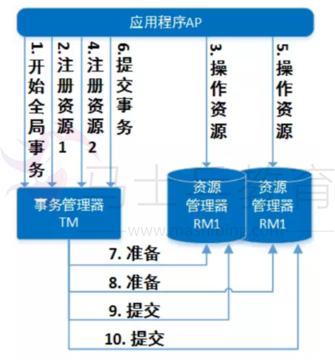 应用程序AP
1.开始全局事务
2.注册资源1
4.注册资源2
6.提交事务
3.操作资源
5.操作资源
事务管理器
TM
资源
管理器
RM1
资源
管理器
RM1
7. 准备
8. 准备
9. 提交
10. 提交